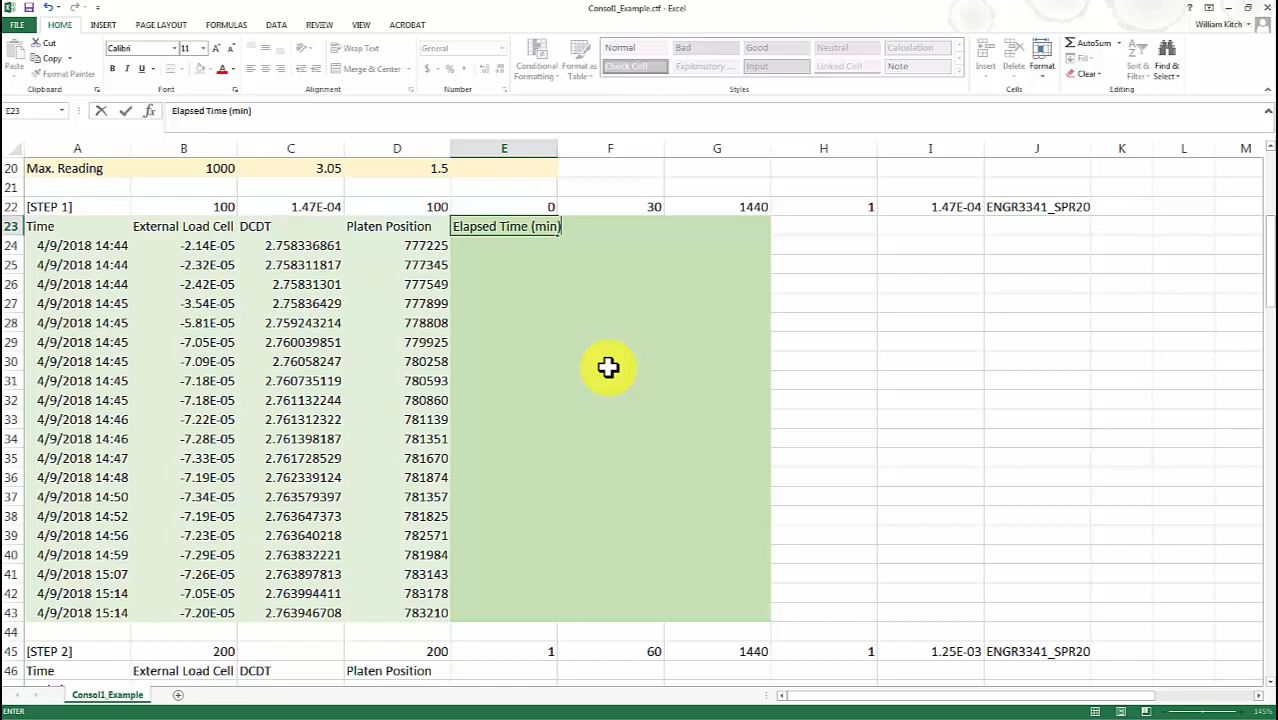 Consol1_Example.ctf - Excel
FILE HOME INSERT PAGE LAYOUT FORMULAS DATA REVIEW VIEW ACROBAT William Kitch
Cut Calibri 11 Wrap Text General Normal Bad Good Neutral Calculation AutoSum
Copy Fill
Paste Format Painter B I U Merge & Center $ % , Conditional Formatting Format as Table Check Cell Explanatory... Input Linked Cell Note Insert Delete Format Clear Sort & Filter Find & Select
Clipboard Font Alignment Number Styles Cells Editing
E23 fx Elapsed Time (min)
A B C D E F G H I J K L M
20 Max. Reading 1000 3.05 1.5
21
22 [STEP 1] 100 1.47E-04 100 0 30 1440 1 1.47E-04 ENGR3341_SPR20
23 Time External Load Cell DCDT Platen Position Elapsed Time (min)
24 4/9/2018 14:44 -2.14E-05 2.758336861 777225
25 4/9/2018 14:44 -2.32E-05 2.758311817 777345
26 4/9/2018 14:44 -2.42E-05 2.75831301 777549
27 4/9/2018 14:45 -3.54E-05 2.75836429 777899
28 4/9/2018 14:45 -5.81E-05 2.759243214 778808
29 4/9/2018 14:45 -7.05E-05 2.760039851 779925
30 4/9/2018 14:45 -7.09E-05 2.76058247 780258
31 4/9/2018 14:45 -7.18E-05 2.760735119 780593
32 4/9/2018 14:45 -7.18E-05 2.761132244 780860
33 4/9/2018 14:46 -7.22E-05 2.761312322 781139
34 4/9/2018 14:46 -7.28E-05 2.761398187 781351
35 4/9/2018 14:47 -7.33E-05 2.761728529 781670
36 4/9/2018 14:48 -7.19E-05 2.762339124 781874
37 4/9/2018 14:50 -7.34E-05 2.763579397 781357
38 4/9/2018 14:52 -7.19E-05 2.763647373 781825
39 4/9/2018 14:56 -7.23E-05 2.763640218 782571
40 4/9/2018 14:59 -7.29E-05 2.763832221 781984
41 4/9/2018 15:07 -7.26E-05 2.763897813 783143
42 4/9/2018 15:14 -7.05E-05 2.763994411 783178
43 4/9/2018 15:14 -7.20E-05 2.763946708 783210
44
45 [STEP 2] 200 200 1 60 1440 1 1.25E-03 ENGR3341_SPR20
46 Time External Load Cell DCDT Platen Position
Consol1_Example
ENTER 145%